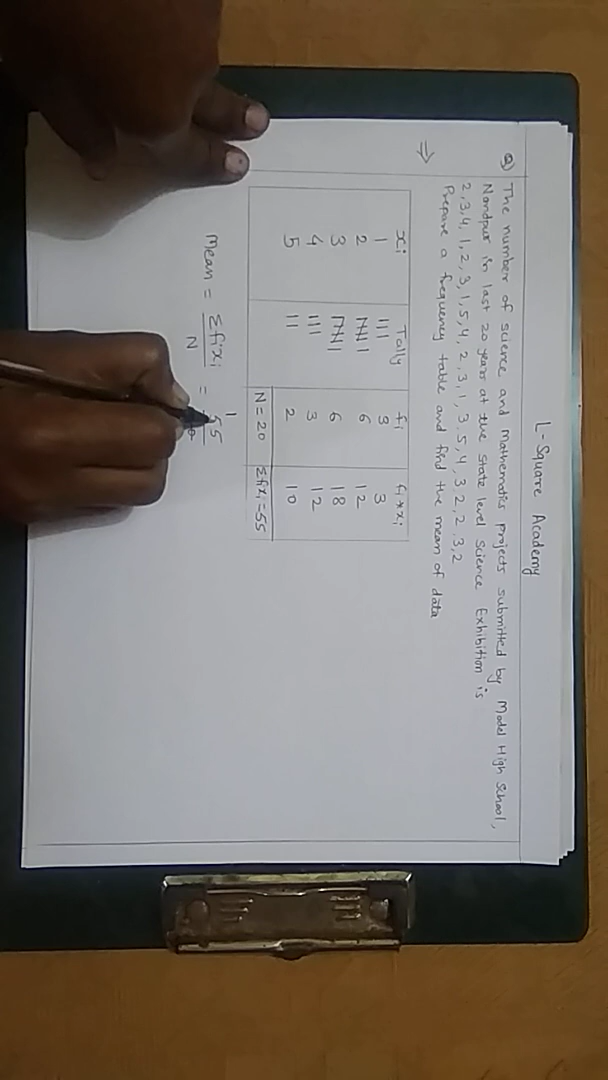 L-Square Academy
Q) The number of science and Mathematics projects submitted by Model High School,
Nandpur in last 20 years at the State level Science Exhibition is
2,3,4, 1, 2, 3, 1, 5, 4, 2, 3, 1, 3, 5, 4, 3, 2, 2, 3, 2
Prepare a frequency table and find the mean of data
⇒
xi Tally fi fi*xi
1 ||| 3 3
2 𝍸| 6 12
3 𝍸| 6 18
4 ||| 3 12
5 || 2 10
N = 20 Σfixi = 55
Mean = Σfixi / N = 55
1